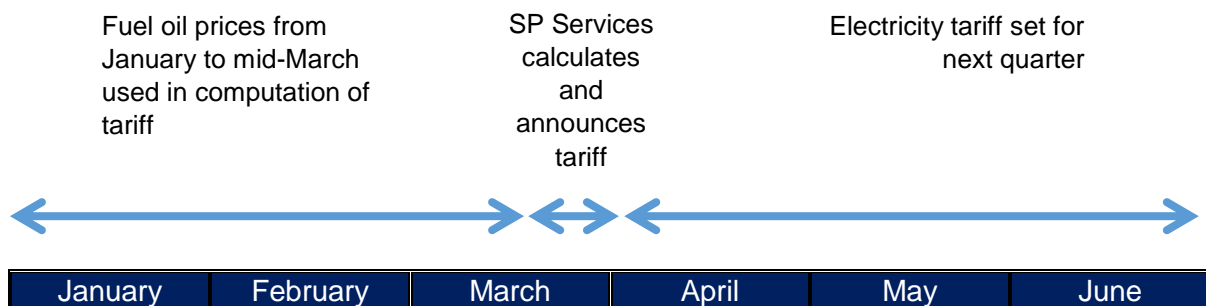 Fuel oil prices from
January to mid-March
used in computation of
tariff
SP Services
calculates
and
announces
tariff
Electricity tariff set for
next quarter
January February March April May June